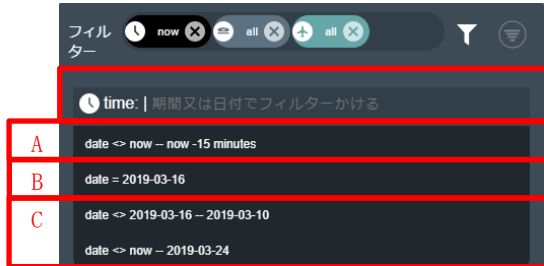 フィル
ター now all all
time: | 期間又は日付でフィルターかける
A date <> now -- now -15 minutes
B date = 2019-03-16
C date <> 2019-03-16 -- 2019-03-10
date <> now -- 2019-03-24